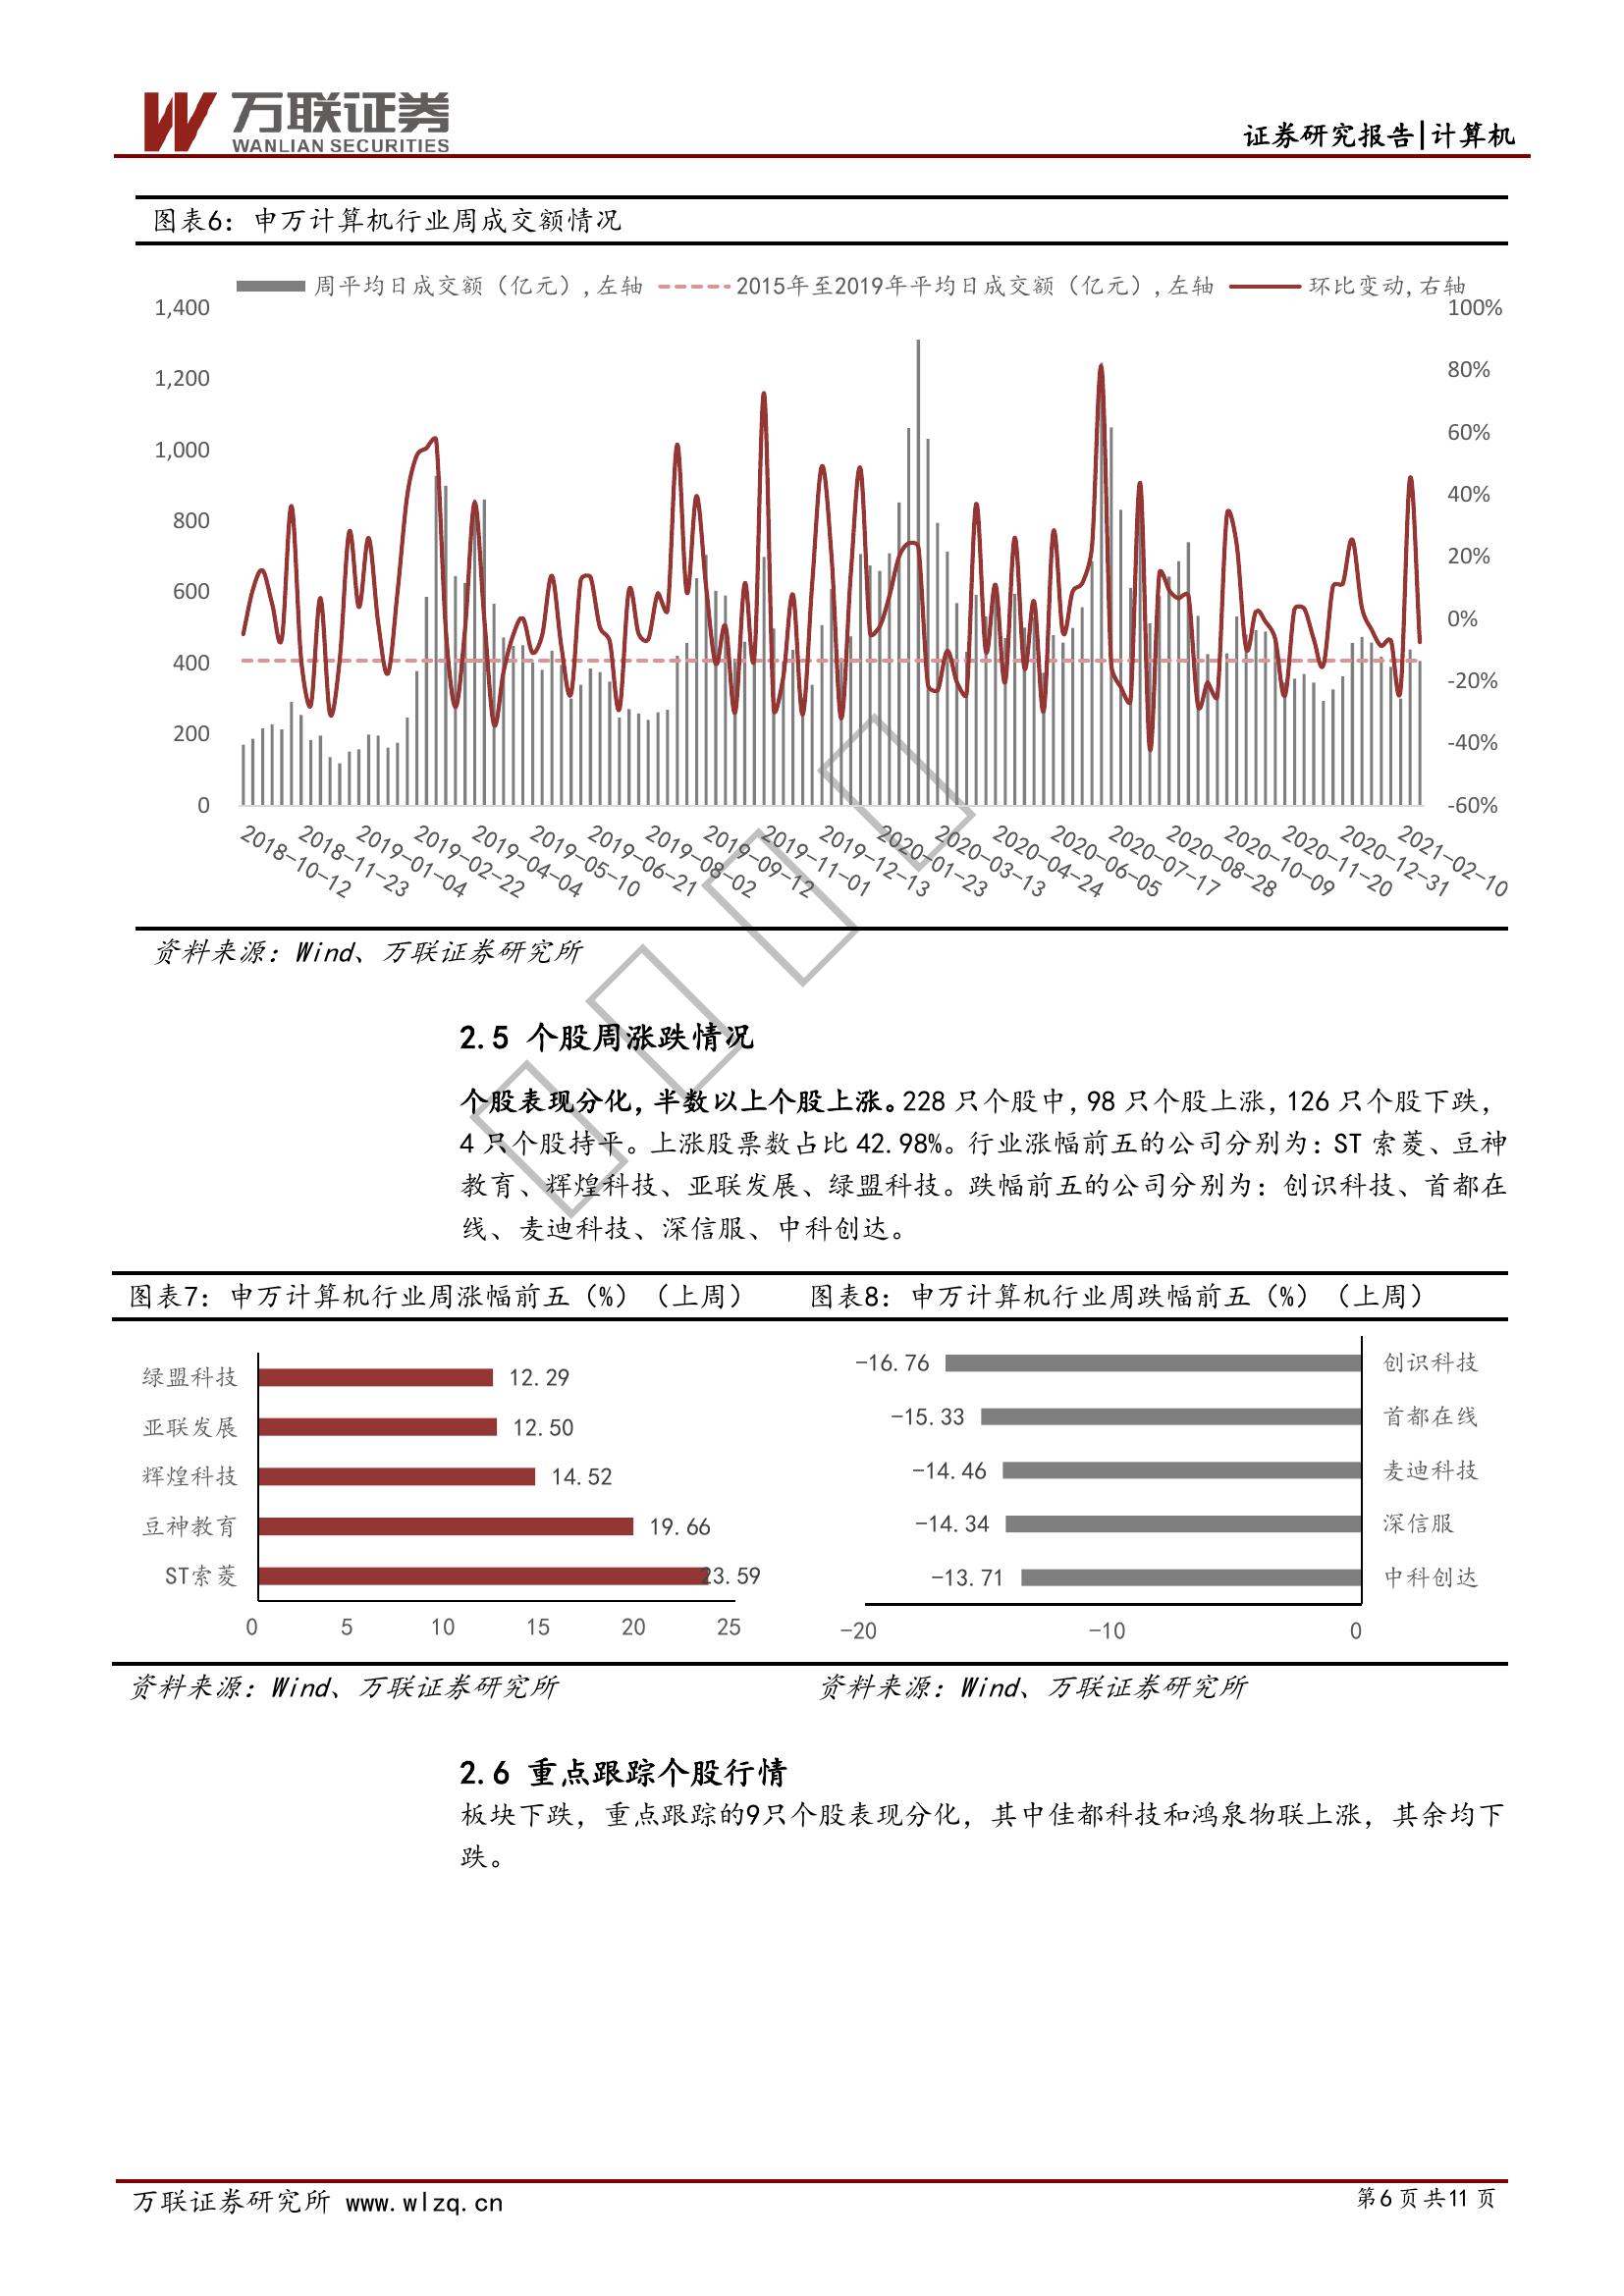 万联证券
WANLIAN SECURITIES
证券研究报告|计算机
图表6：申万计算机行业周成交额情况
周平均日成交额（亿元）,左轴 2015年至2019年平均日成交额（亿元）,左轴 环比变动,右轴
1,400 100%
1,200 80%
1,000 60%
800 40%
600 20%
400 0%
200 -20%
0 -40%
-60%
2018-10-12 2018-11-23 2019-01-04 2019-02-22 2019-04-04 2019-05-10 2019-06-21 2019-08-02 2019-09-12 2019-11-01 2019-12-13 2020-01-23 2020-03-13 2020-04-24 2020-06-05 2020-07-17 2020-08-28 2020-10-09 2020-11-20 2020-12-31 2021-02-10
资料来源：Wind、万联证券研究所
2.5 个股周涨跌情况
个股表现分化，半数以上个股上涨。228 只个股中，98 只个股上涨，126 只个股下跌，
4 只个股持平。上涨股票数占比 42.98%。行业涨幅前五的公司分别为：ST 索菱、豆神
教育、辉煌科技、亚联发展、绿盟科技。跌幅前五的公司分别为：创识科技、首都在
线、麦迪科技、深信服、中科创达。
图表7：申万计算机行业周涨幅前五（%）（上周）
绿盟科技 12.29
亚联发展 12.50
辉煌科技 14.52
豆神教育 19.66
ST索菱 23.59
0 5 10 15 20 25
资料来源：Wind、万联证券研究所
图表8：申万计算机行业周跌幅前五（%）（上周）
-16.76 创识科技
-15.33 首都在线
-14.46 麦迪科技
-14.34 深信服
-13.71 中科创达
-20 -10 0
资料来源：Wind、万联证券研究所
2.6 重点跟踪个股行情
板块下跌，重点跟踪的9只个股表现分化，其中佳都科技和鸿泉物联上涨，其余均下
跌。
万联证券研究所 www.wlzq.cn
第 6 页 共 11 页